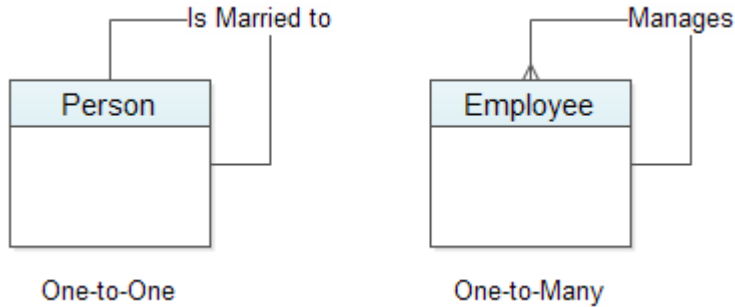 Is Married to
Manages
Person
Employee
One-to-One
One-to-Many